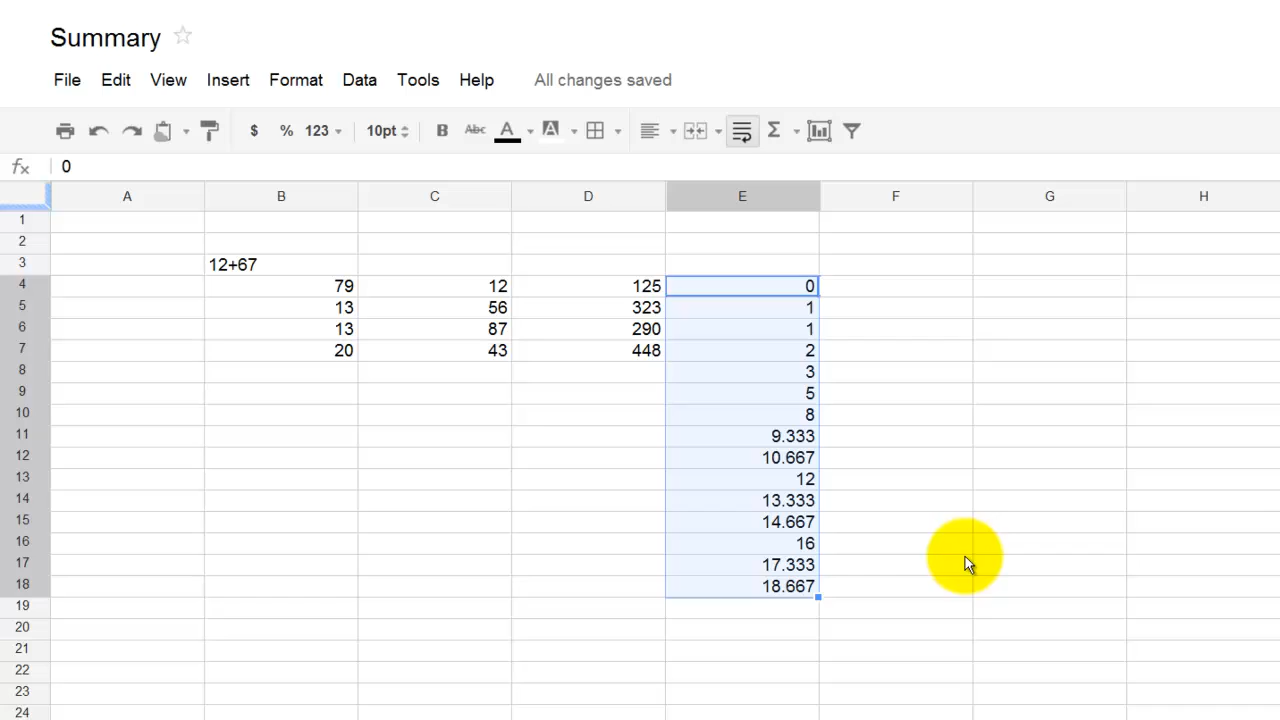 Summary
File Edit View Insert Format Data Tools Help All changes saved
$ % 123 10pt B Abc A A Σ
fx 0
A B C D E F G H
1
2
3 12+67
4 79 12 125 0
5 13 56 323 1
6 13 87 290 1
7 20 43 448 2
8 3
9 5
10 8
11 9.333
12 10.667
13 12
14 13.333
15 14.667
16 16
17 17.333
18 18.667
19
20
21
22
23
24